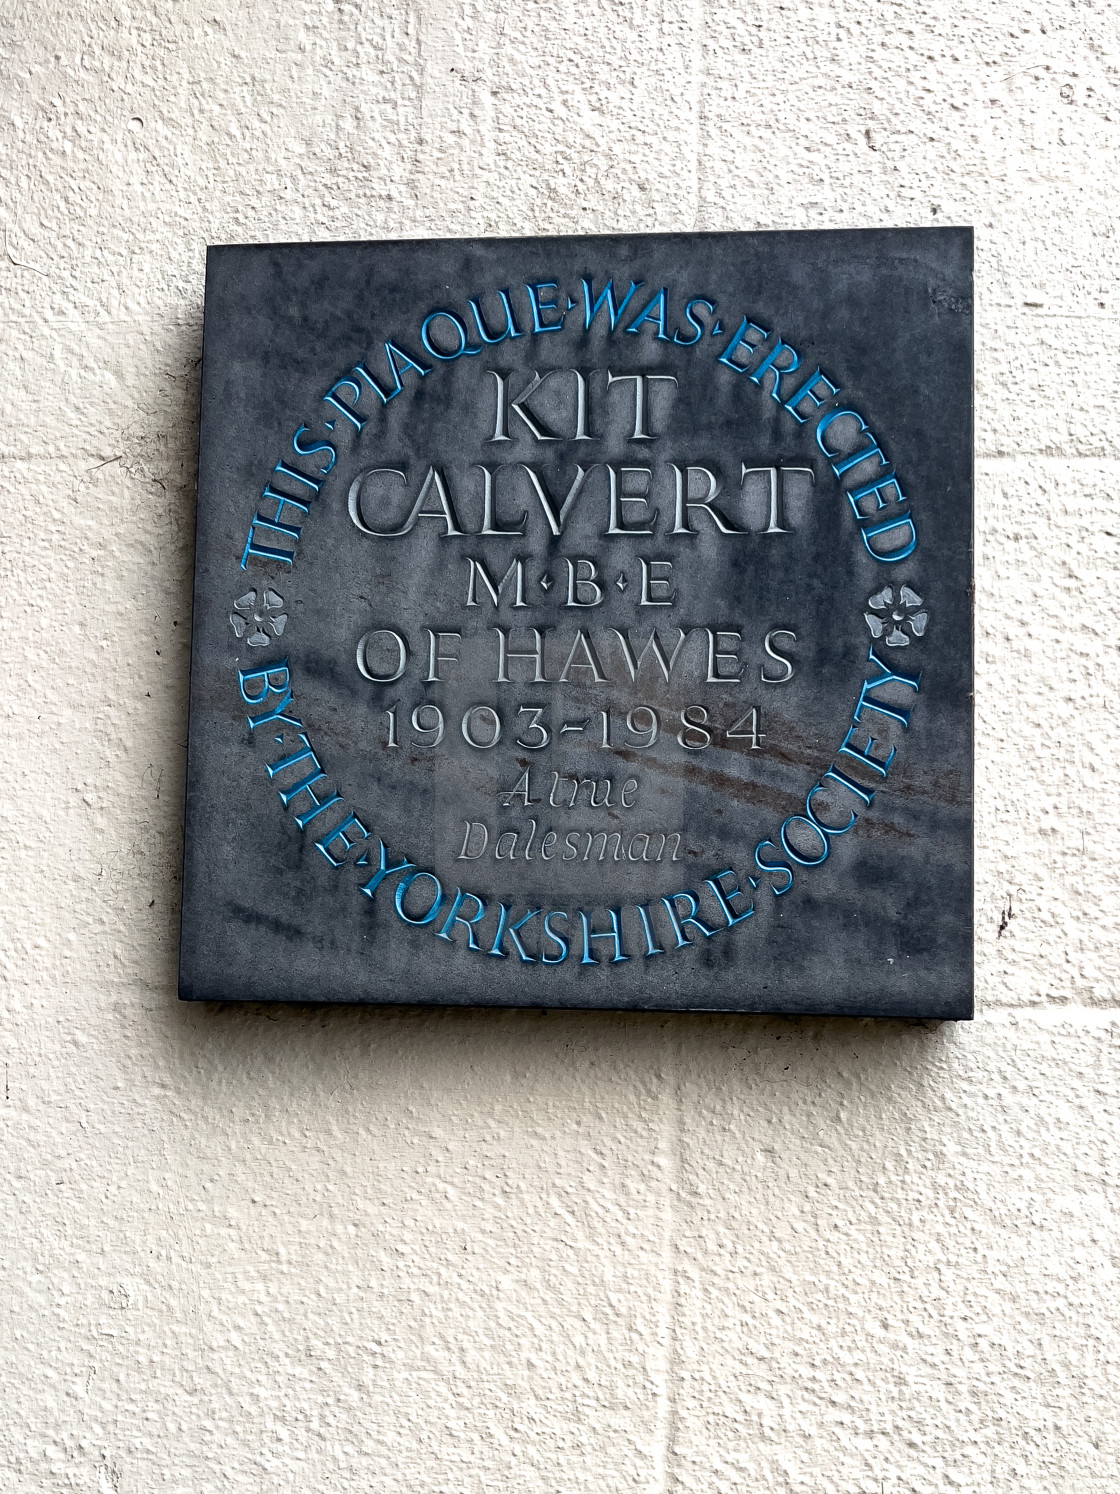 THIS·PLAQUE·WAS·ERECTED
KIT
CALVERT
M·B·E
OF HAWES
1903-1984
A true
Dalesman
BY·THE·YORKSHIRE·SOCIETY